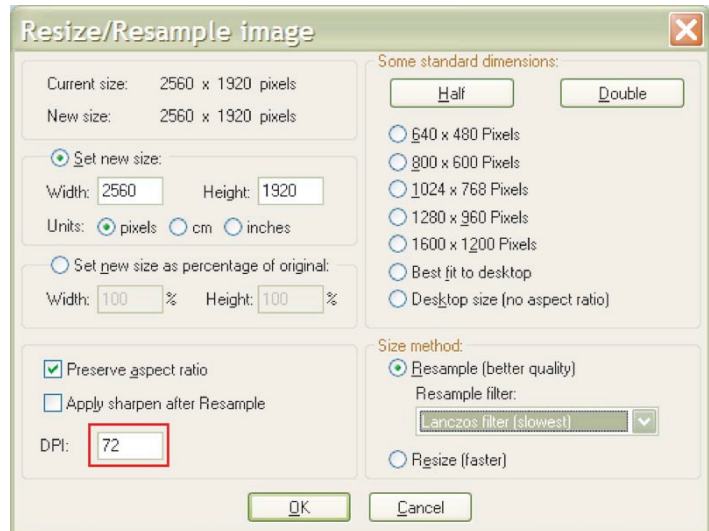 Resize/Resample image
Current size: 2560 x 1920 pixels
New size: 2560 x 1920 pixels
Set new size:
Width: 2560 Height: 1920
Units: pixels cm inches
Set new size as percentage of original:
Width: 100 % Height: 100 %
Preserve aspect ratio
Apply sharpen after Resample
DPI: 72
Some standard dimensions:
Half Double
640 x 480 Pixels
800 x 600 Pixels
1024 x 768 Pixels
1280 x 960 Pixels
1600 x 1200 Pixels
Best fit to desktop
Desktop size (no aspect ratio)
Size method:
Resample (better quality)
Resample filter:
Lanczos filter (slowest)
Resize (faster)
OK Cancel